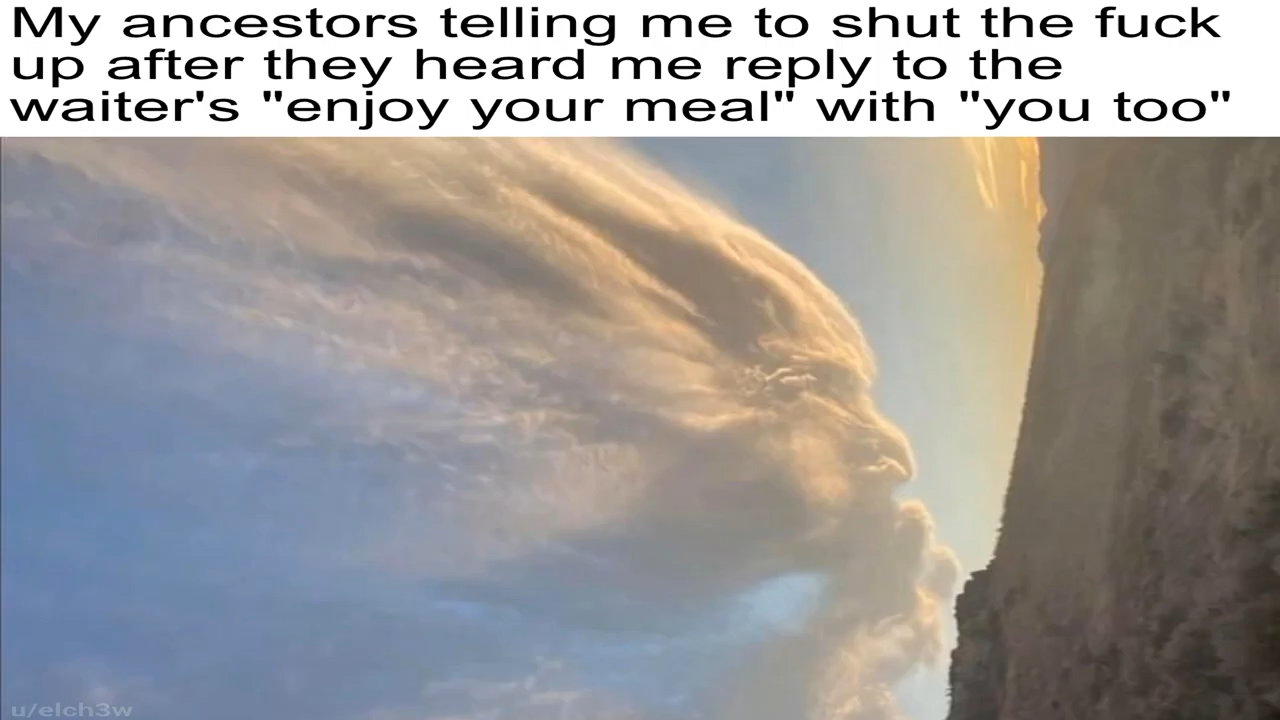 My ancestors telling me to shut the fuck
up after they heard me reply to the
waiter's "enjoy your meal" with "you too"
u/elch3w